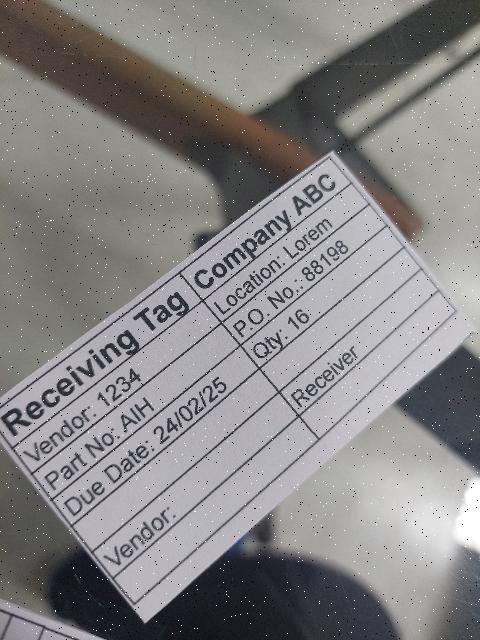 Receiving Tag Company ABC
Vendor: 1234 Location: Lorem
Part No: AIH P.O. No.: 88198
Due Date: 24/02/25 Qty: 16
Vendor: Receiver